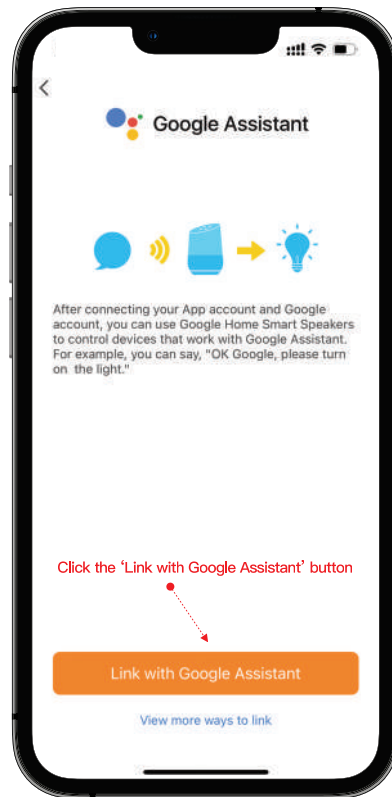 Google Assistant
After connecting your App account and Google
account, you can use Google Home Smart Speakers
to control devices that work with Google Assistant.
For example, you can say, "OK Google, please turn
on the light."
Click the ‘Link with Google Assistant’ button
Link with Google Assistant
View more ways to link